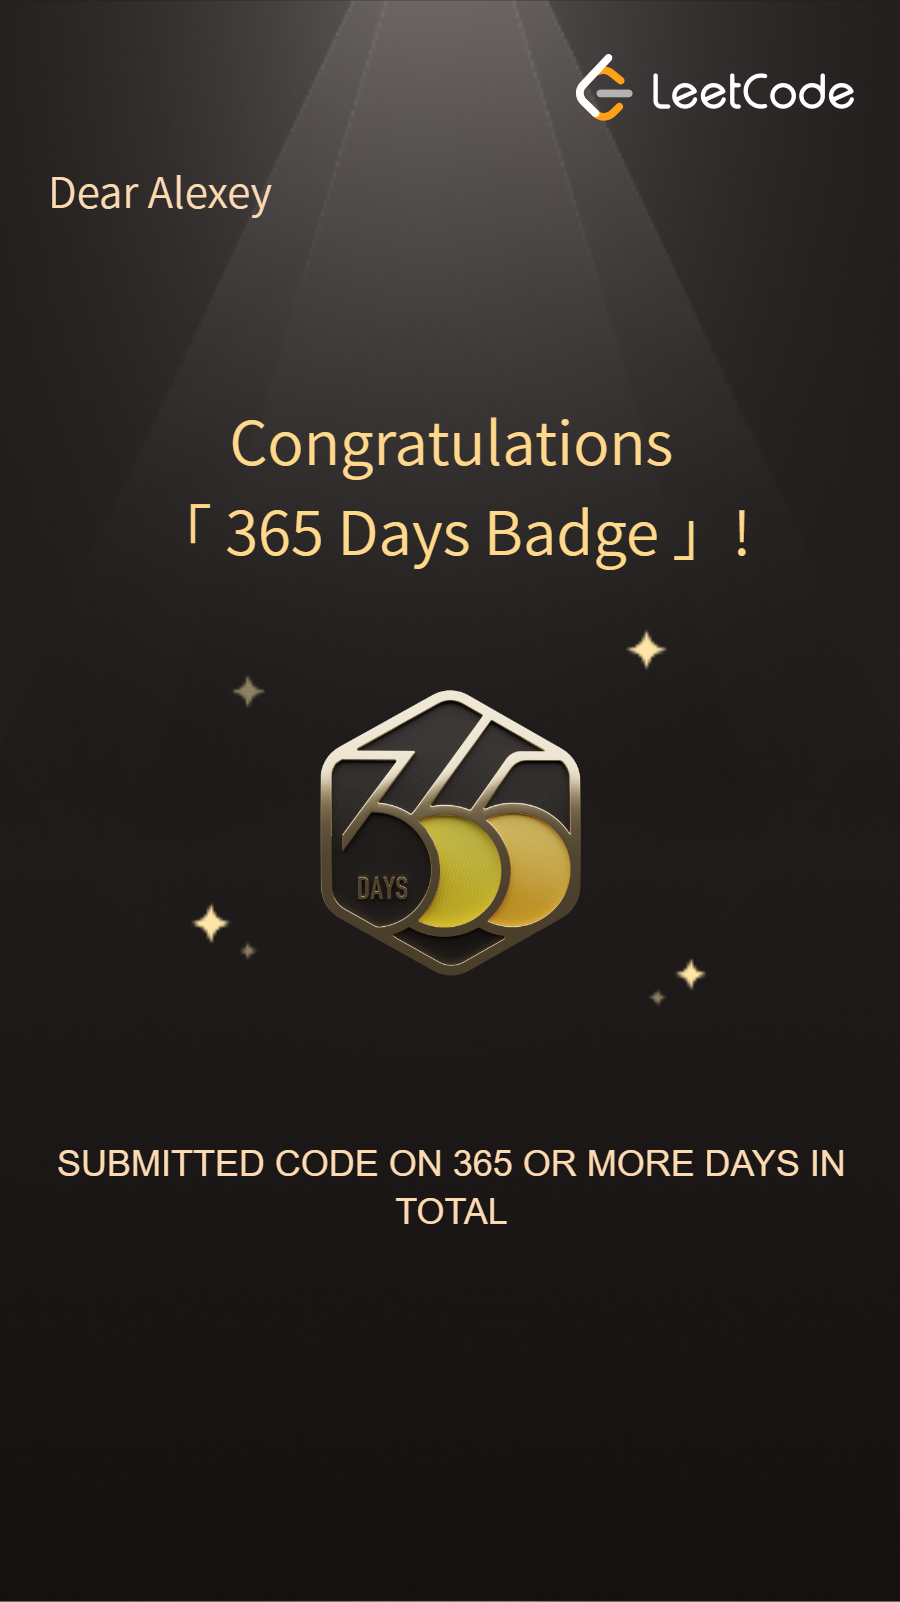 LeetCode
Dear Alexey
Congratulations
「 365 Days Badge 」 !
365
DAYS
SUBMITTED CODE ON 365 OR MORE DAYS IN
TOTAL